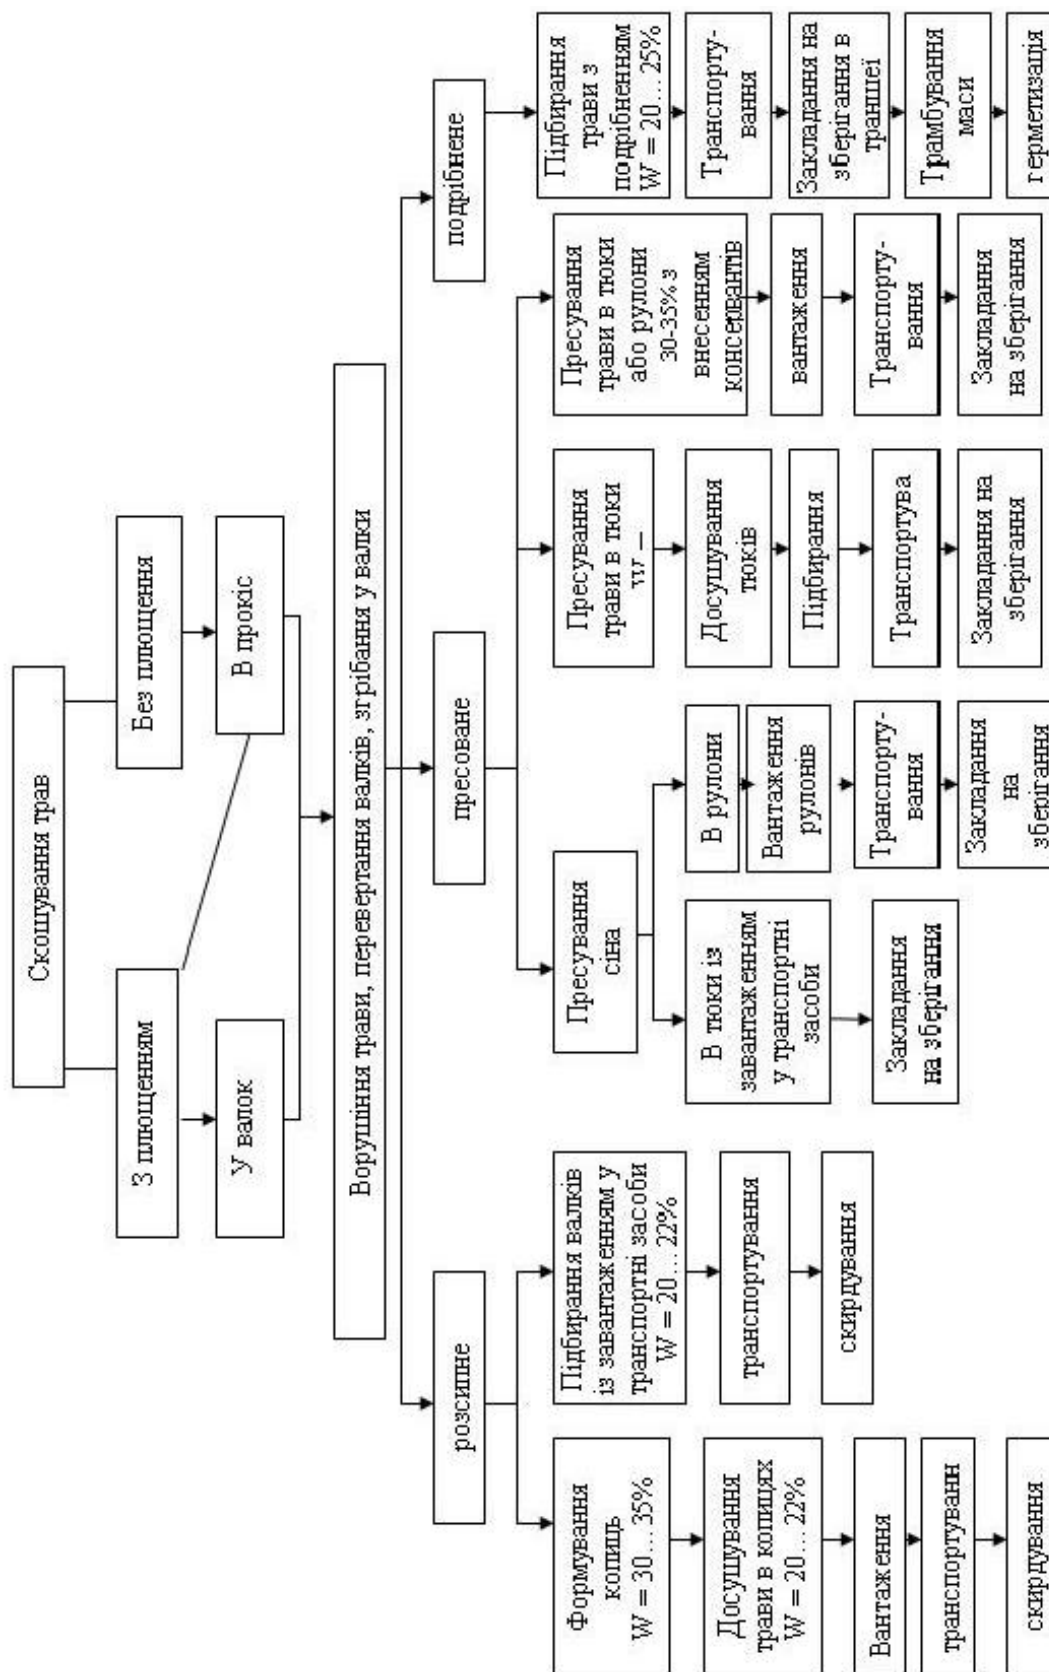 Скошування трав
З плющенням
Без плющеня
У валок
В прокіс
Ворушіння трави, перевертання валків, згрібання у валки
розсипне
пресоване
подрібнене
Формування
копиць
W = 30… 35%
Досушування
трави в копицях
W = 20… 22%
Вантаження
транспортуванн
скирдування
Підбирання валків
із завантаженням у
транспортні засоби
W = 20… 22%
транспортування
скирдування
Пресування
сіна
В тюки із
завантаженням
у транспортні
засоби
Закладання
на зберігання
В рулони
Вантаження
рулонів
Транспорту-
вання
Закладання
на
зберігання
Пресування
трави в тюки
Досушування
тюків
Підбирання
Транспортува
Закладання на
зберігання
Пресування
трави в тюки
або рулони
30-35% з
внесенням
консервантів
вантаження
Транспорту-
вання
Закладання
на зберігання
Підбирання
трави з
подрібненням
W = 20… 25%
Транспорту-
вання
Закладання на
зберігання в
траншеї
Трамбування
маси
герметизація